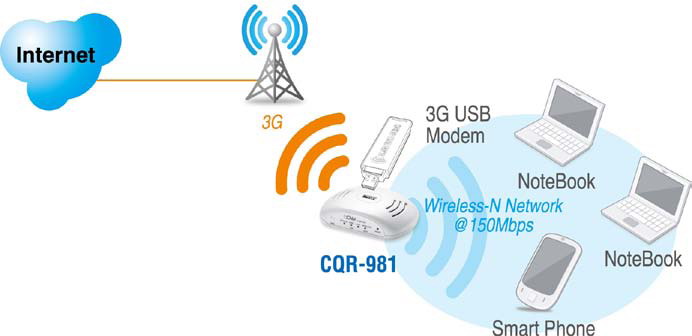 Internet
3G
3G USB
Modem
NoteBook
Wireless-N Network
@150Mbps
NoteBook
CQR-981
Smart Phone